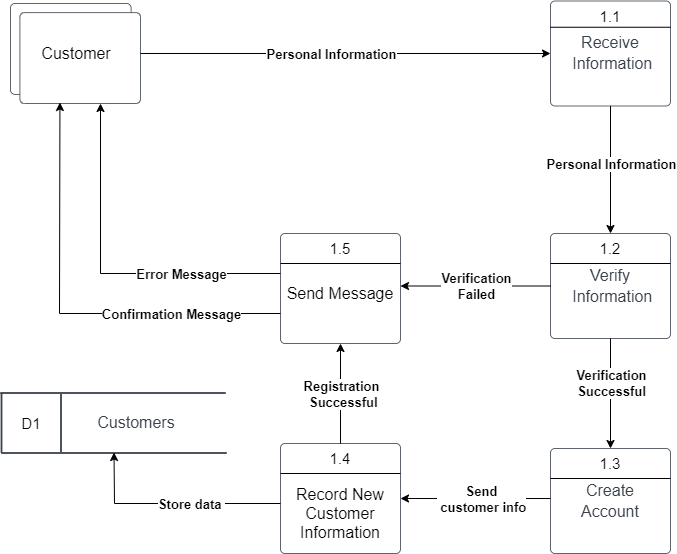 Customer
Personal Information
1.1
Receive
Information
Personal Information
1.5
Send Message
Error Message
Confirmation Message
Verification
Failed
1.2
Verify
Information
Registration
Successful
Verification
Successful
D1
Customers
1.4
Record New
Customer
Information
Store data
Send
customer info
1.3
Create
Account